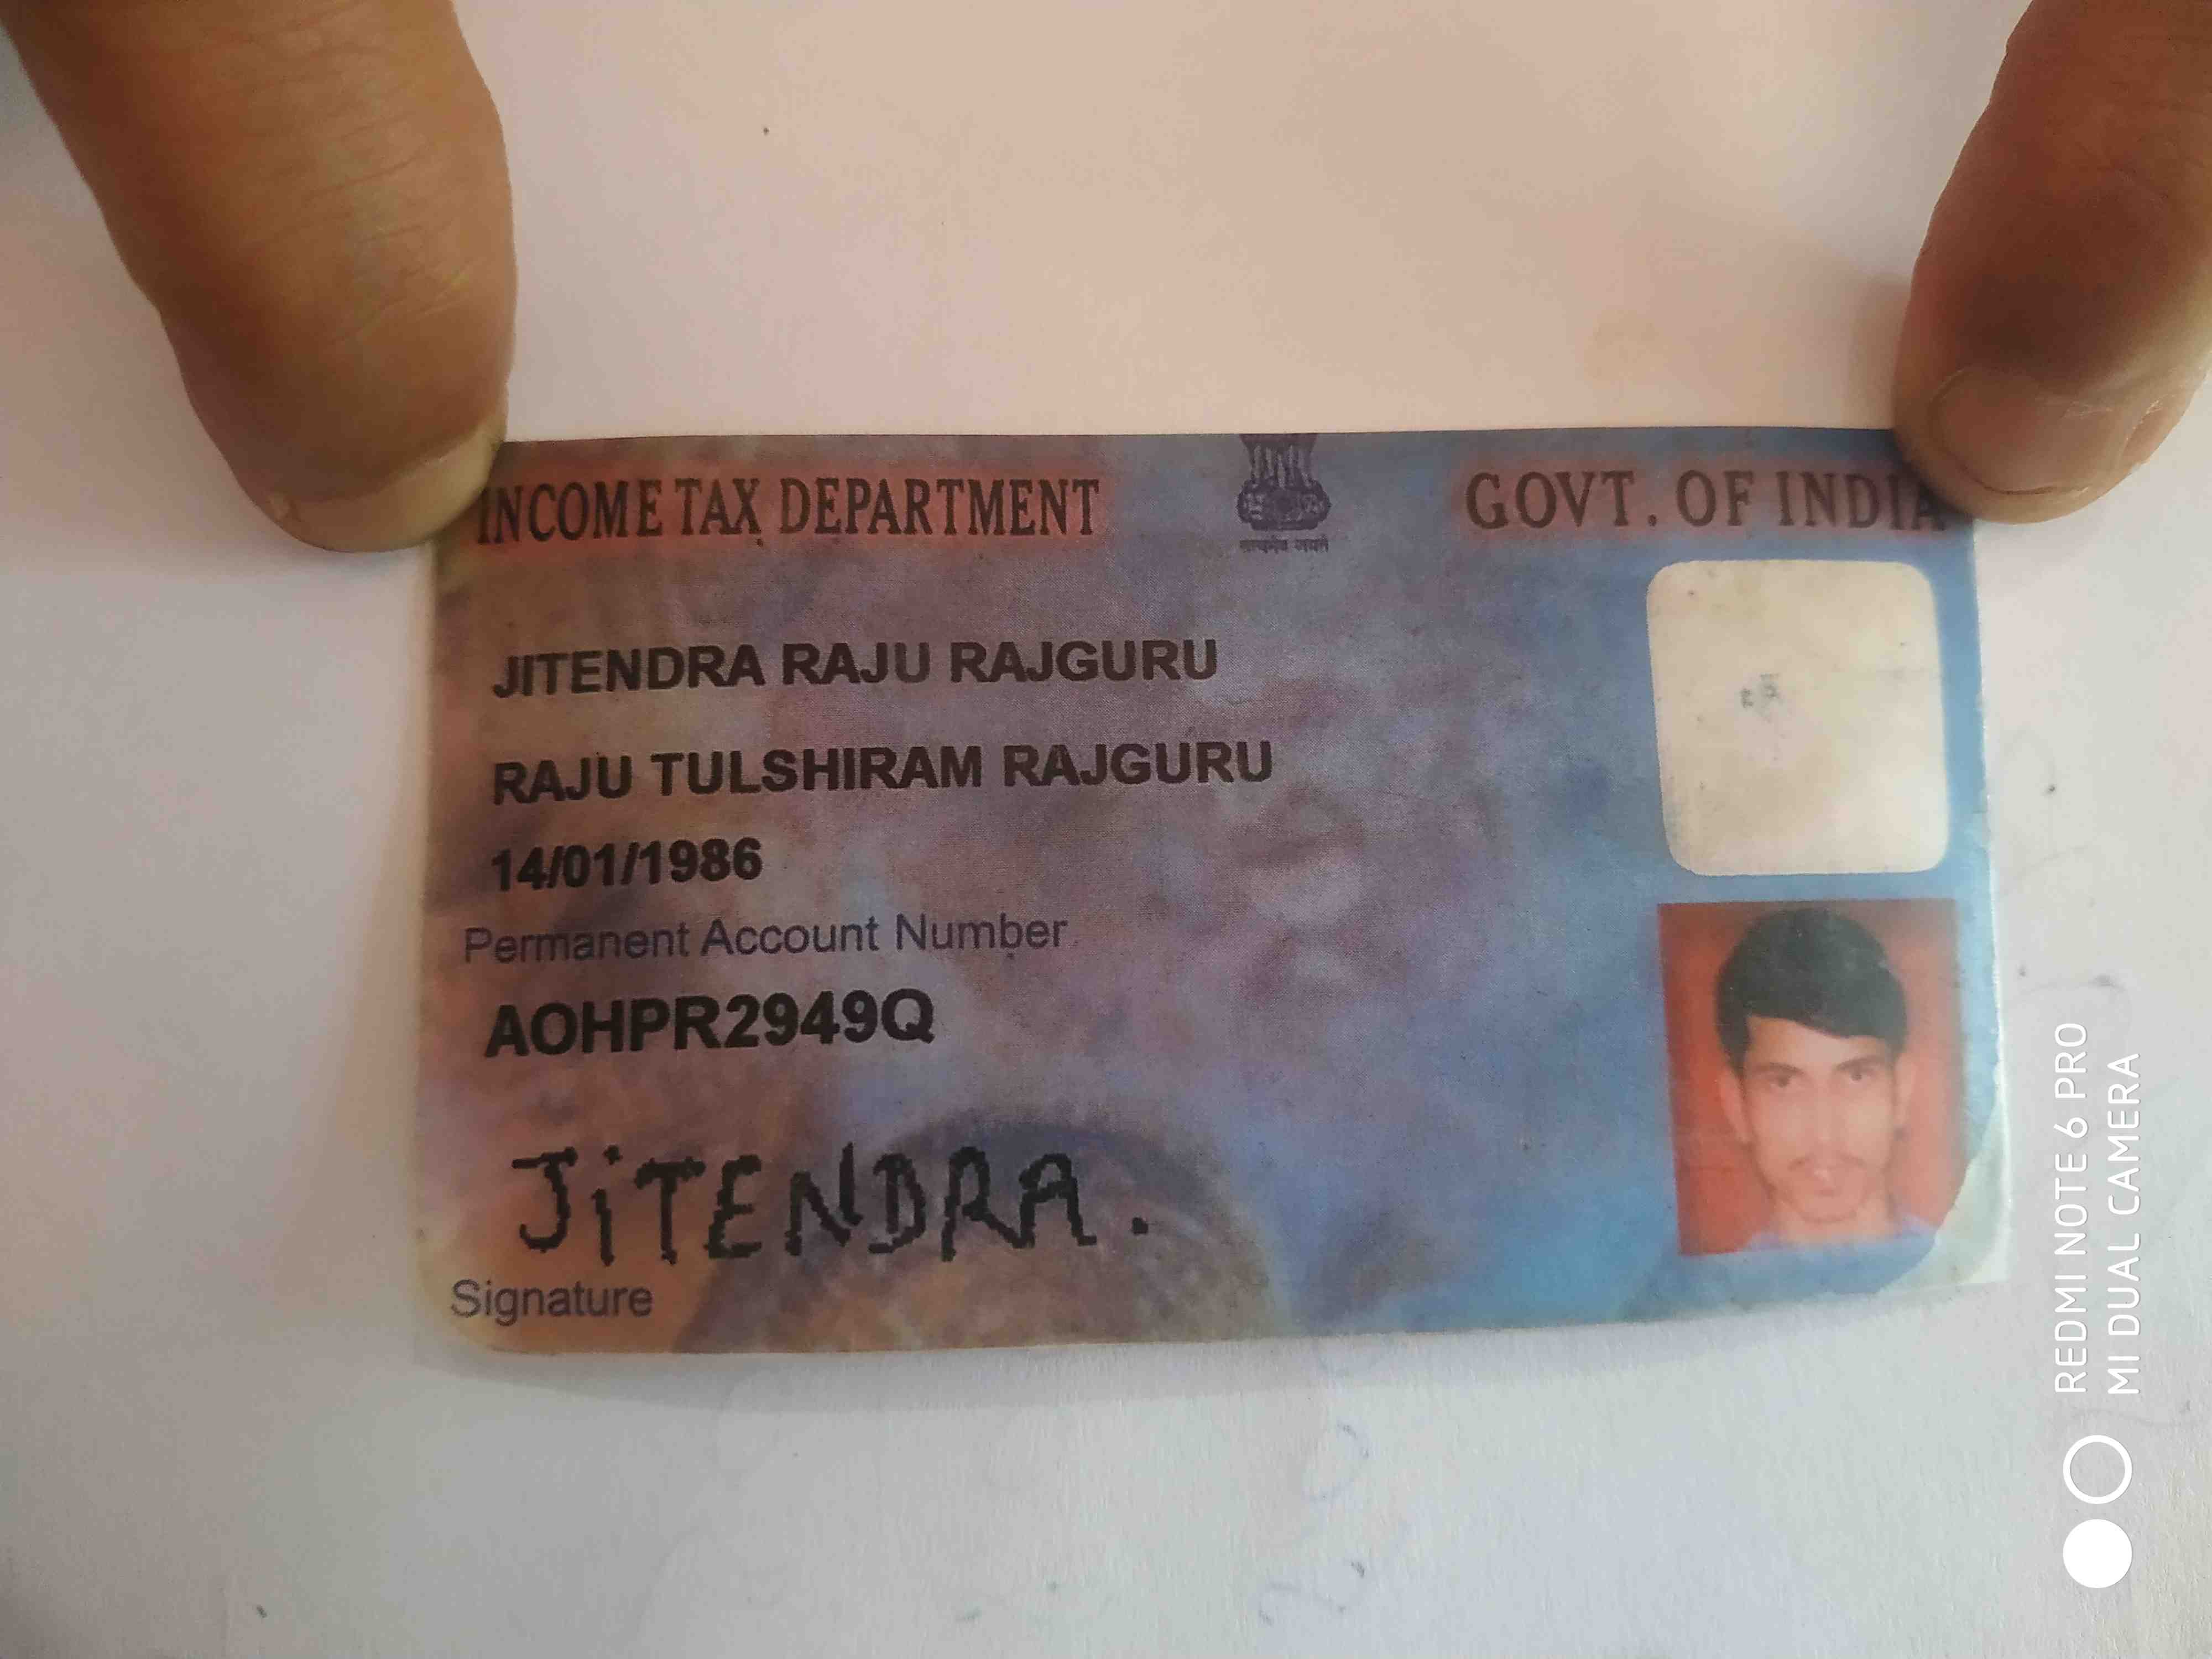 INCOME TAX DEPARTMENT
GOVT. OF INDIA
सत्यमेव जयते
JITENDRA RAJU RAJGURU
RAJU TULSHIRAM RAJGURU
14/01/1986
Permanent Account Number
AOHPR2949Q
JiTENDRA.
Signature
REDMI NOTE 6 PRO
MI DUAL CAMERA